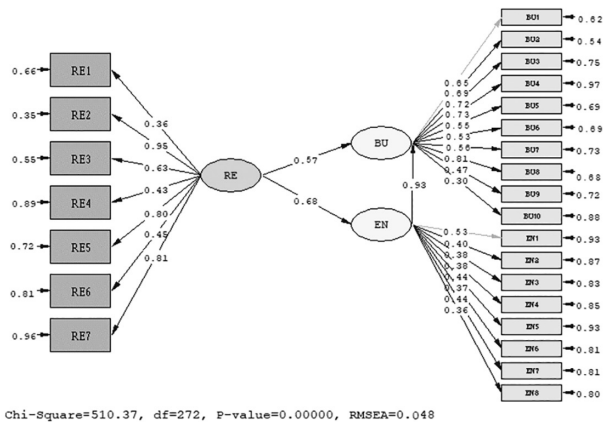 0.66 RE1
0.35 RE2
0.55 RE3
0.89 RE4
0.72 RE5
0.81 RE6
0.96 RE7
0.36
0.95
0.63
0.43
0.80
0.45
0.81
RE
0.57
0.68
BU
0.93
EN
0.65
0.69
0.72
0.73
0.55
0.53
0.56
0.81
0.47
0.30
0.53
0.40
0.38
0.38
0.44
0.37
0.44
0.36
BU1 0.62
BU2 0.54
BU3 0.75
BU4 0.97
BU5 0.69
BU6 0.69
BU7 0.73
BU8 0.68
BU9 0.72
BU10 0.88
EN1 0.93
EN2 0.87
EN3 0.83
EN4 0.85
EN5 0.93
EN6 0.81
EN7 0.81
EN8 0.80
Chi-Square=510.37, df=272, P-value=0.00000, RMSEA=0.048